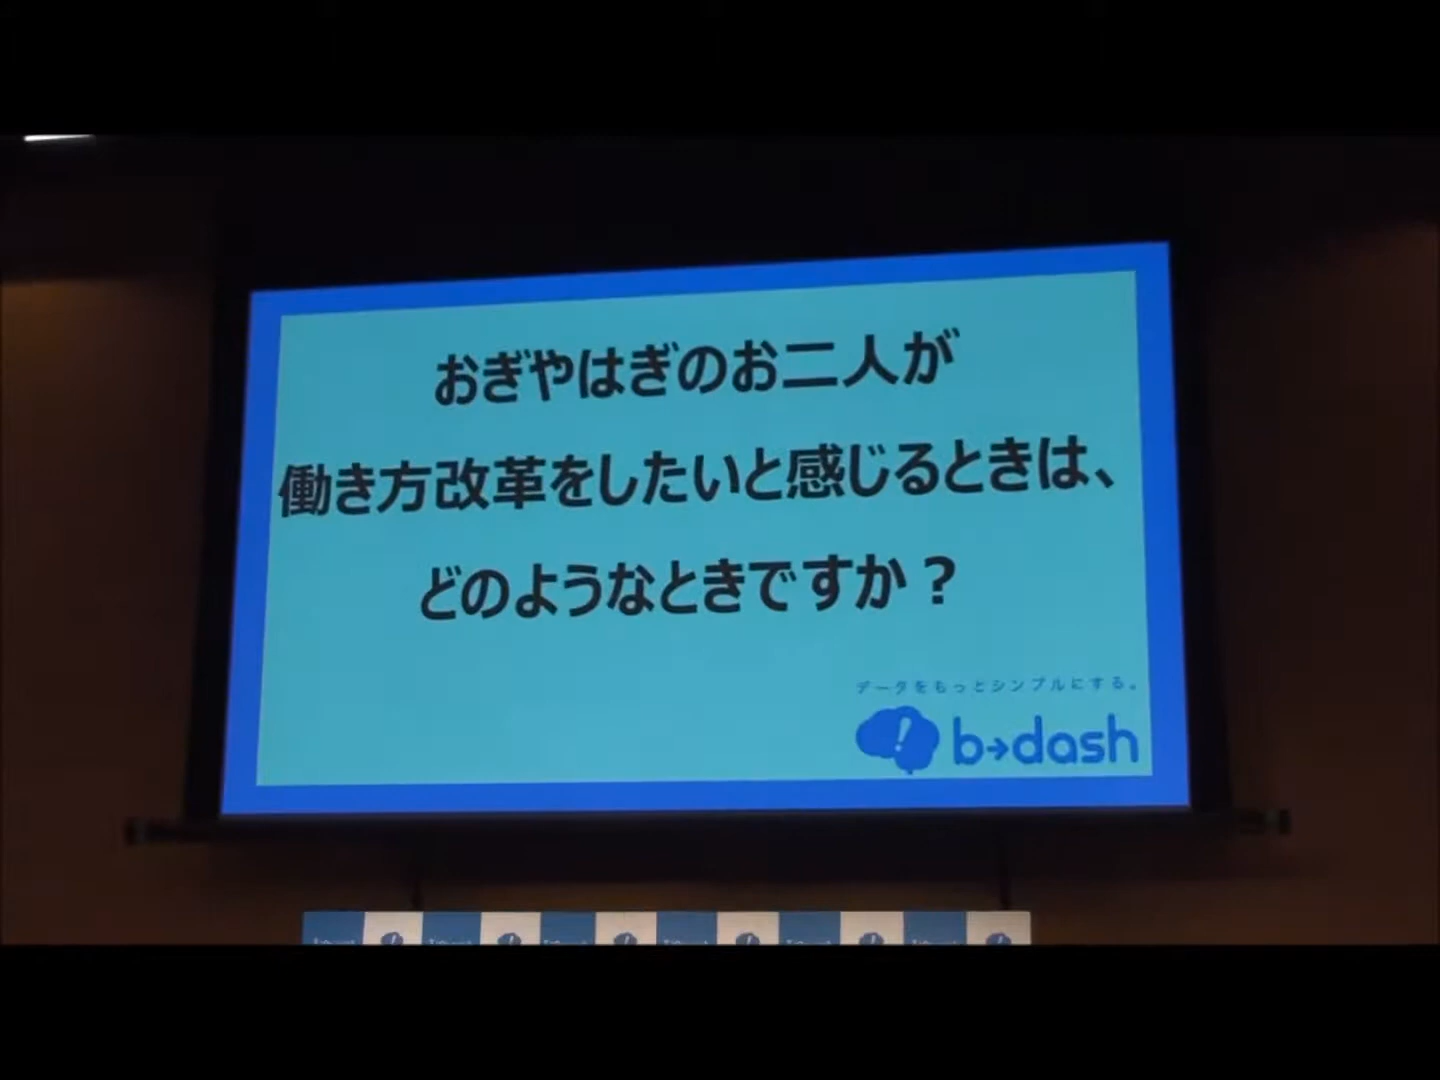 おぎやはぎのお二人が
働き方改革をしたいと感じるときは、
どのようなときですか？
データをもっとシンプルにする。
b→dash